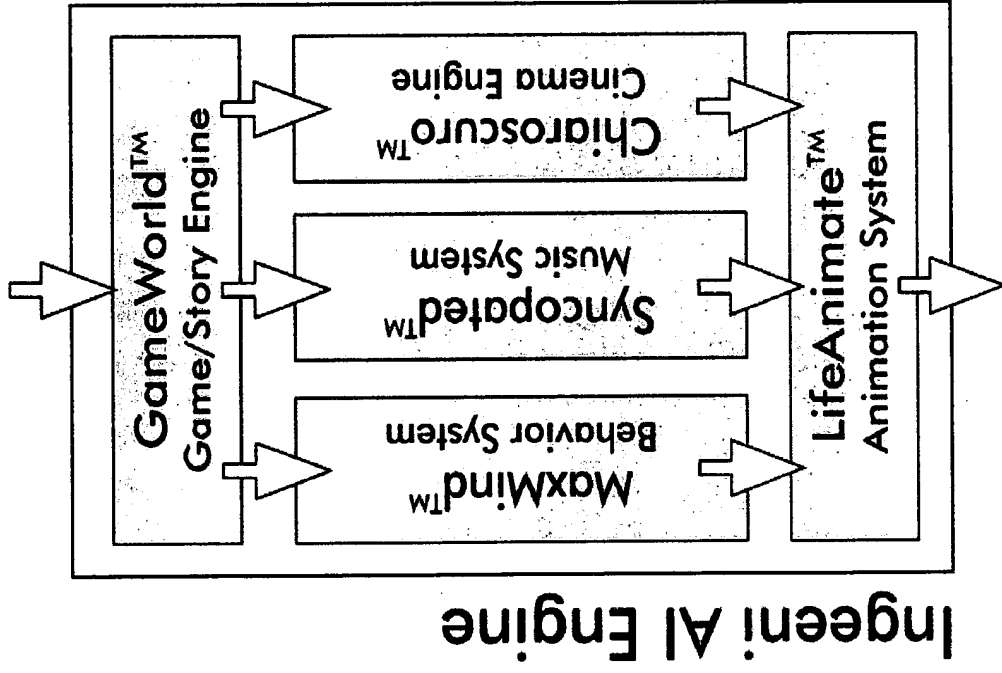 Ingeeni AI Engine
GameWorld™
Game/Story Engine
MaxMind™
Behavior System
Syncopated™
Music System
Chiaroscuro™
Cinema Engine
LifeAnimate™
Animation System